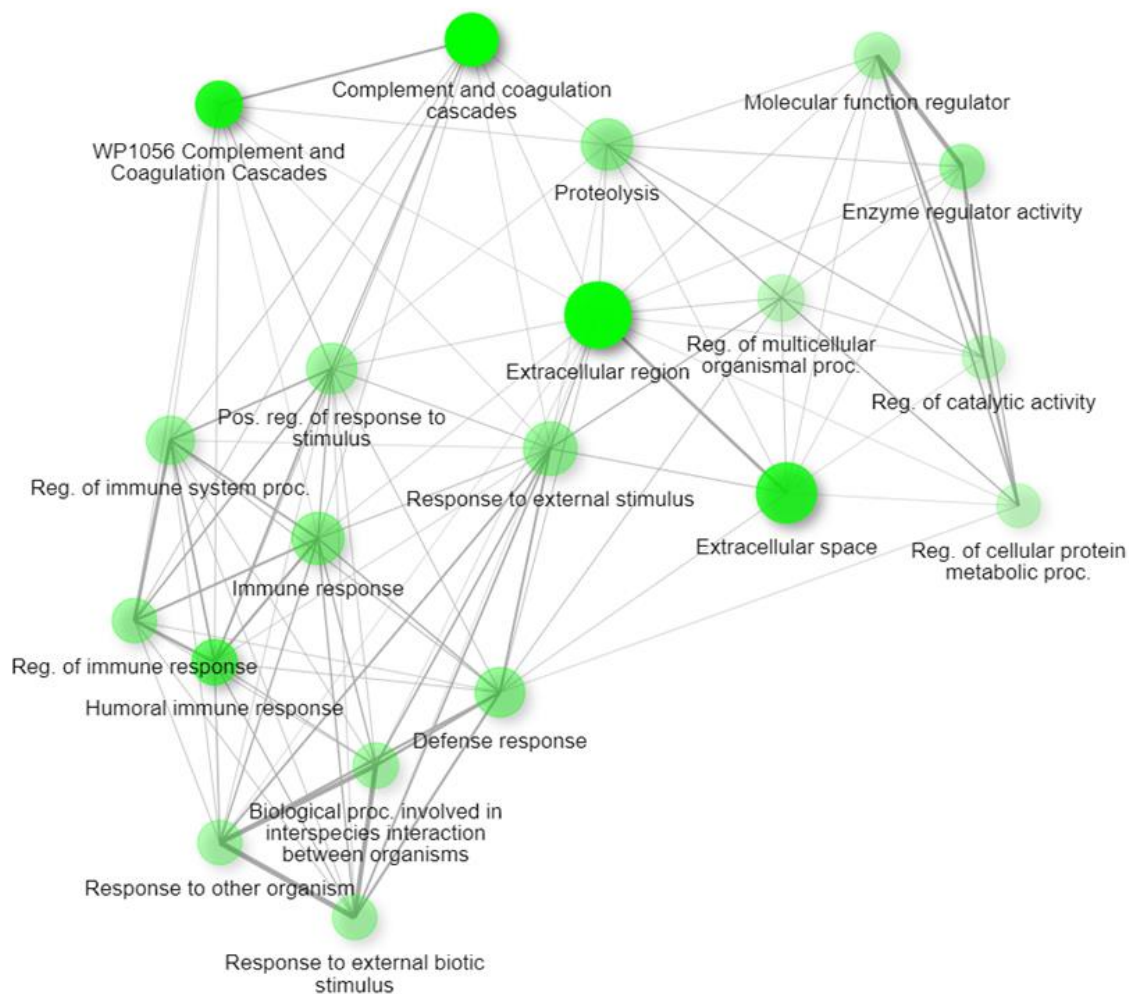 Complement and coagulation
cascades
Molecular function regulator
WP1056 Complement and
Coagulation Cascades
Proteolysis
Enzyme regulator activity
Extracellular region
Reg. of multicellular
organismal proc.
Reg. of catalytic activity
Pos. reg. of response to
stimulus
Reg. of immune system proc.
Response to external stimulus
Extracellular space
Reg. of cellular protein
metabolic proc.
Immune response
Reg. of immune response
Humoral immune response
Defense response
Biological proc. involved in
interspecies interaction
between organisms
Response to other organism
Response to external biotic
stimulus